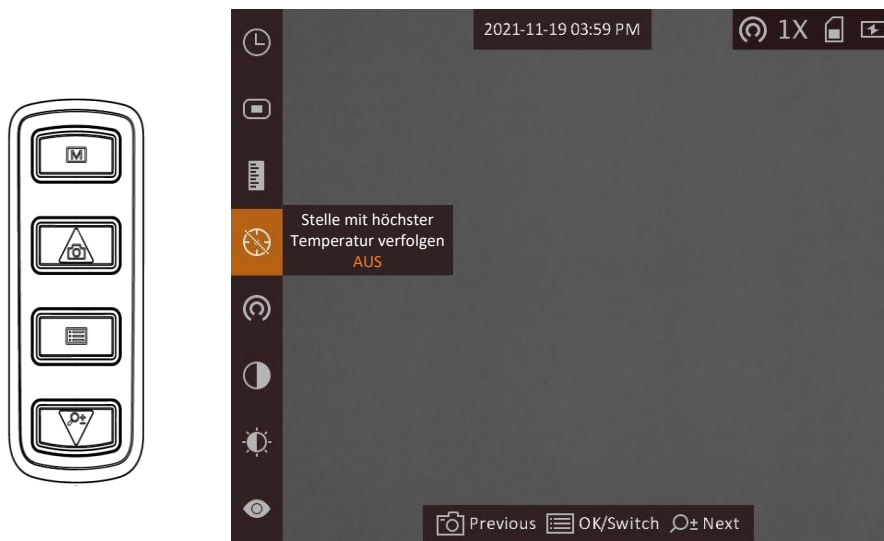 M
2021-11-19 03:59 PM
1X
Stelle mit höchster
Temperatur verfolgen
AUS
Previous OK/Switch ± Next
±